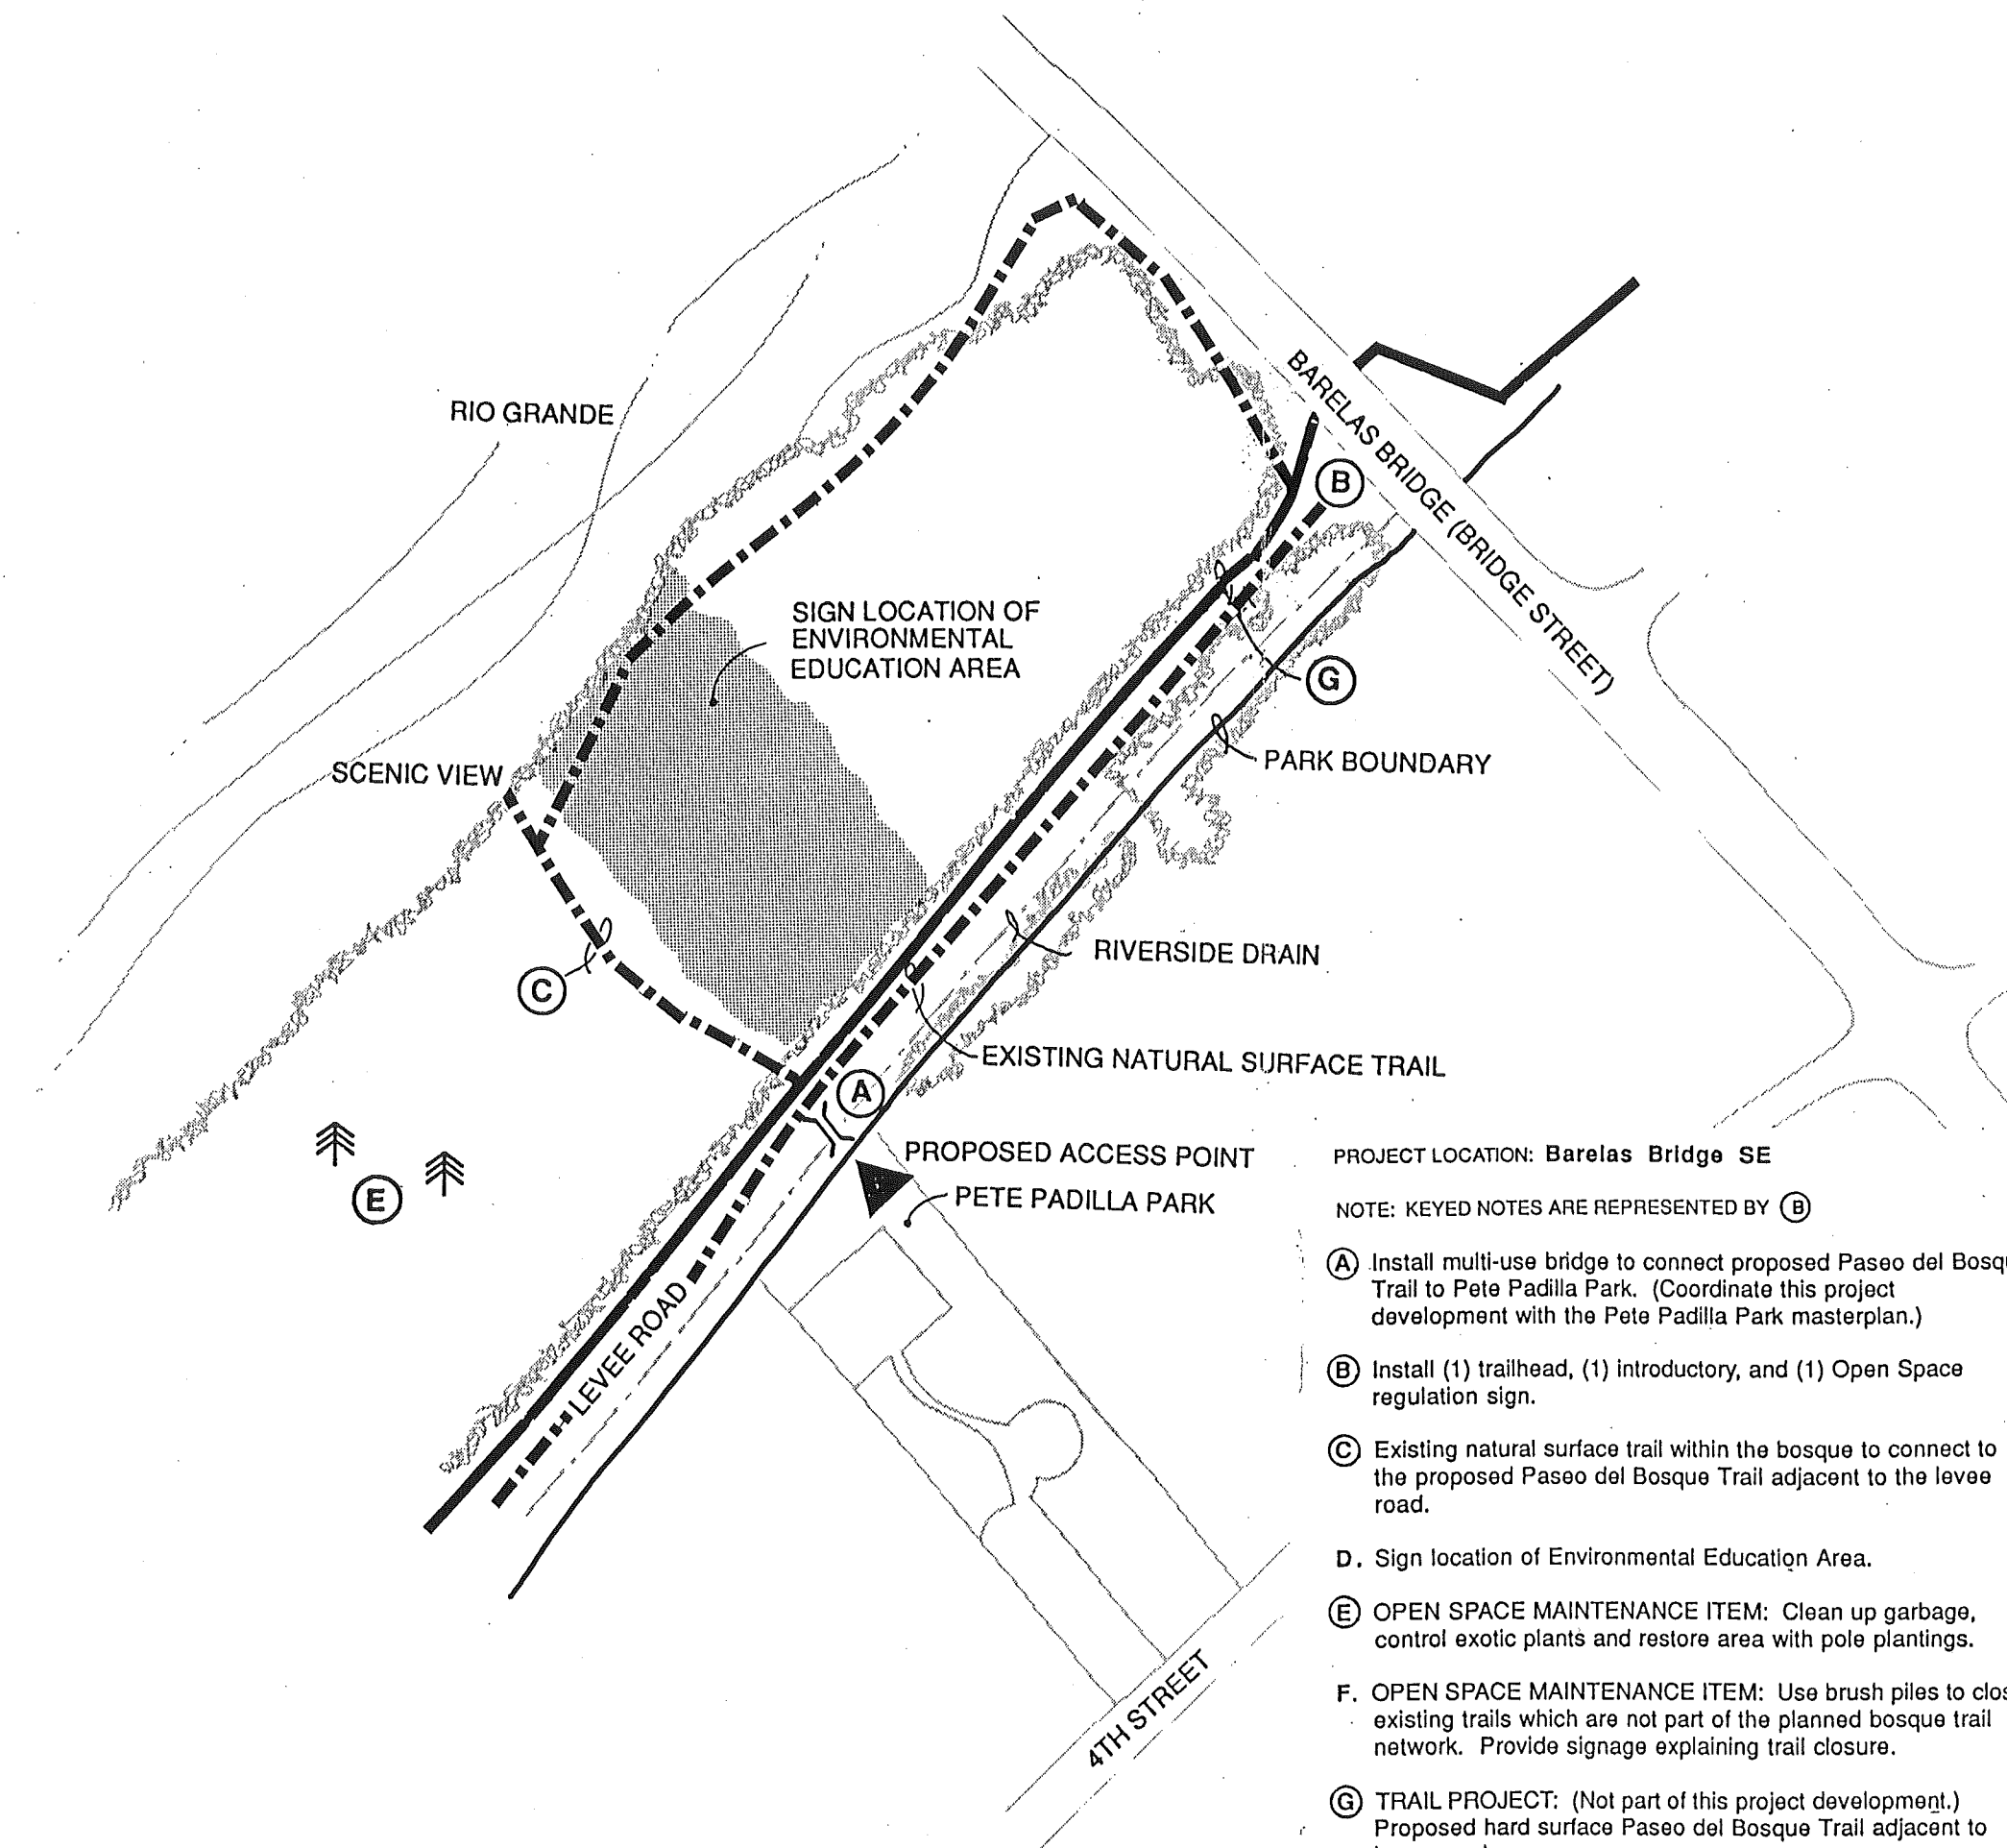 RIO GRANDE
BARELAS BRIDGE (BRIDGE STREET)
B
SIGN LOCATION OF
ENVIRONMENTAL
EDUCATION AREA
G
SCENIC VIEW
PARK BOUNDARY
RIVERSIDE DRAIN
C
EXISTING NATURAL SURFACE TRAIL
A
PROPOSED ACCESS POINT
PETE PADILLA PARK
E
LEVEE ROAD
4TH STREET
PROJECT LOCATION: Barelas Bridge SE
NOTE: KEYED NOTES ARE REPRESENTED BY B
A Install multi-use bridge to connect proposed Paseo del Bosqu
Trail to Pete Padilla Park. (Coordinate this project
development with the Pete Padilla Park masterplan.)
B Install (1) trailhead, (1) introductory, and (1) Open Space
regulation sign.
C Existing natural surface trail within the bosque to connect to
the proposed Paseo del Bosque Trail adjacent to the levee
road.
D. Sign location of Environmental Education Area.
E OPEN SPACE MAINTENANCE ITEM: Clean up garbage,
control exotic plants and restore area with pole plantings.
F. OPEN SPACE MAINTENANCE ITEM: Use brush piles to clos
existing trails which are not part of the planned bosque trail
network. Provide signage explaining trail closure.
G TRAIL PROJECT: (Not part of this project development.)
Proposed hard surface Paseo del Bosque Trail adjacent to